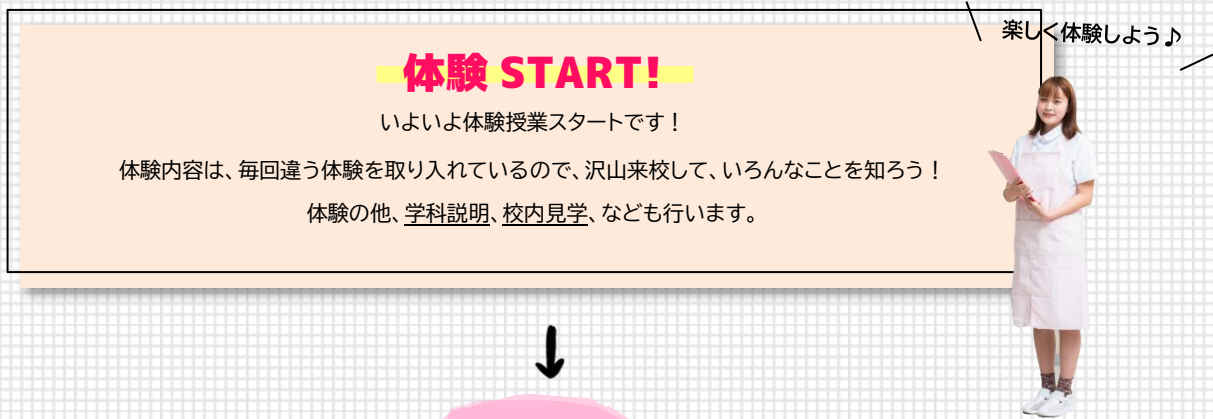 楽しく体験しよう♪
体験 START!
いよいよ体験授業スタートです！
体験内容は、毎回違う体験を取り入れているので、沢山来校して、いろんなことを知ろう！
体験の他、学科説明、校内見学、なども行います。